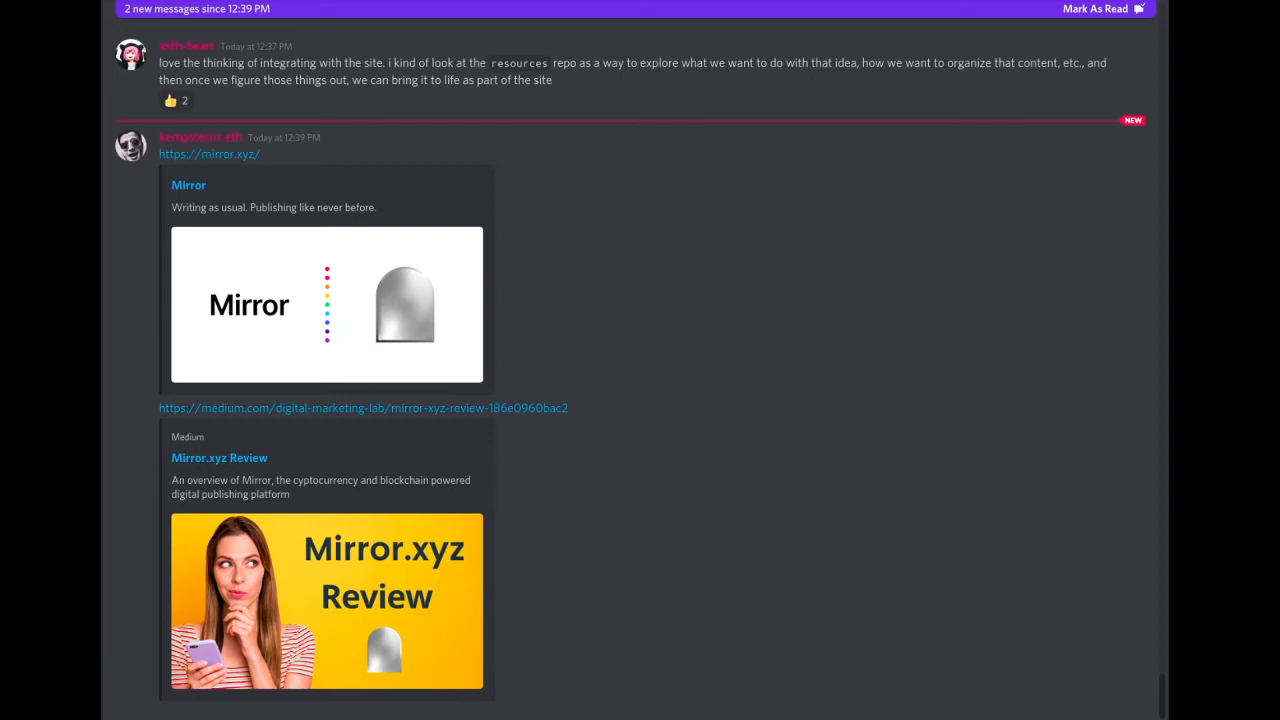 2 new messages since 12:39 PM
Mark As Read
Today at 12:37 PM
love the thinking of integrating with the site. i kind of look at the resources repo as a way to explore what we want to do with that idea, how we want to organize that content, etc., and
then once we figure those things out, we can bring it to life as part of the site
👍 2
NEW
Today at 12:39 PM
https://mirror.xyz/
Mirror
Writing as usual. Publishing like never before.
Mirror
https://medium.com/digital-marketing-lab/mirror-xyz-review-186e0960bac2
Medium
Mirror.xyz Review
An overview of Mirror, the cyptocurrency and blockchain powered
digital publishing platform
Mirror.xyz
Review